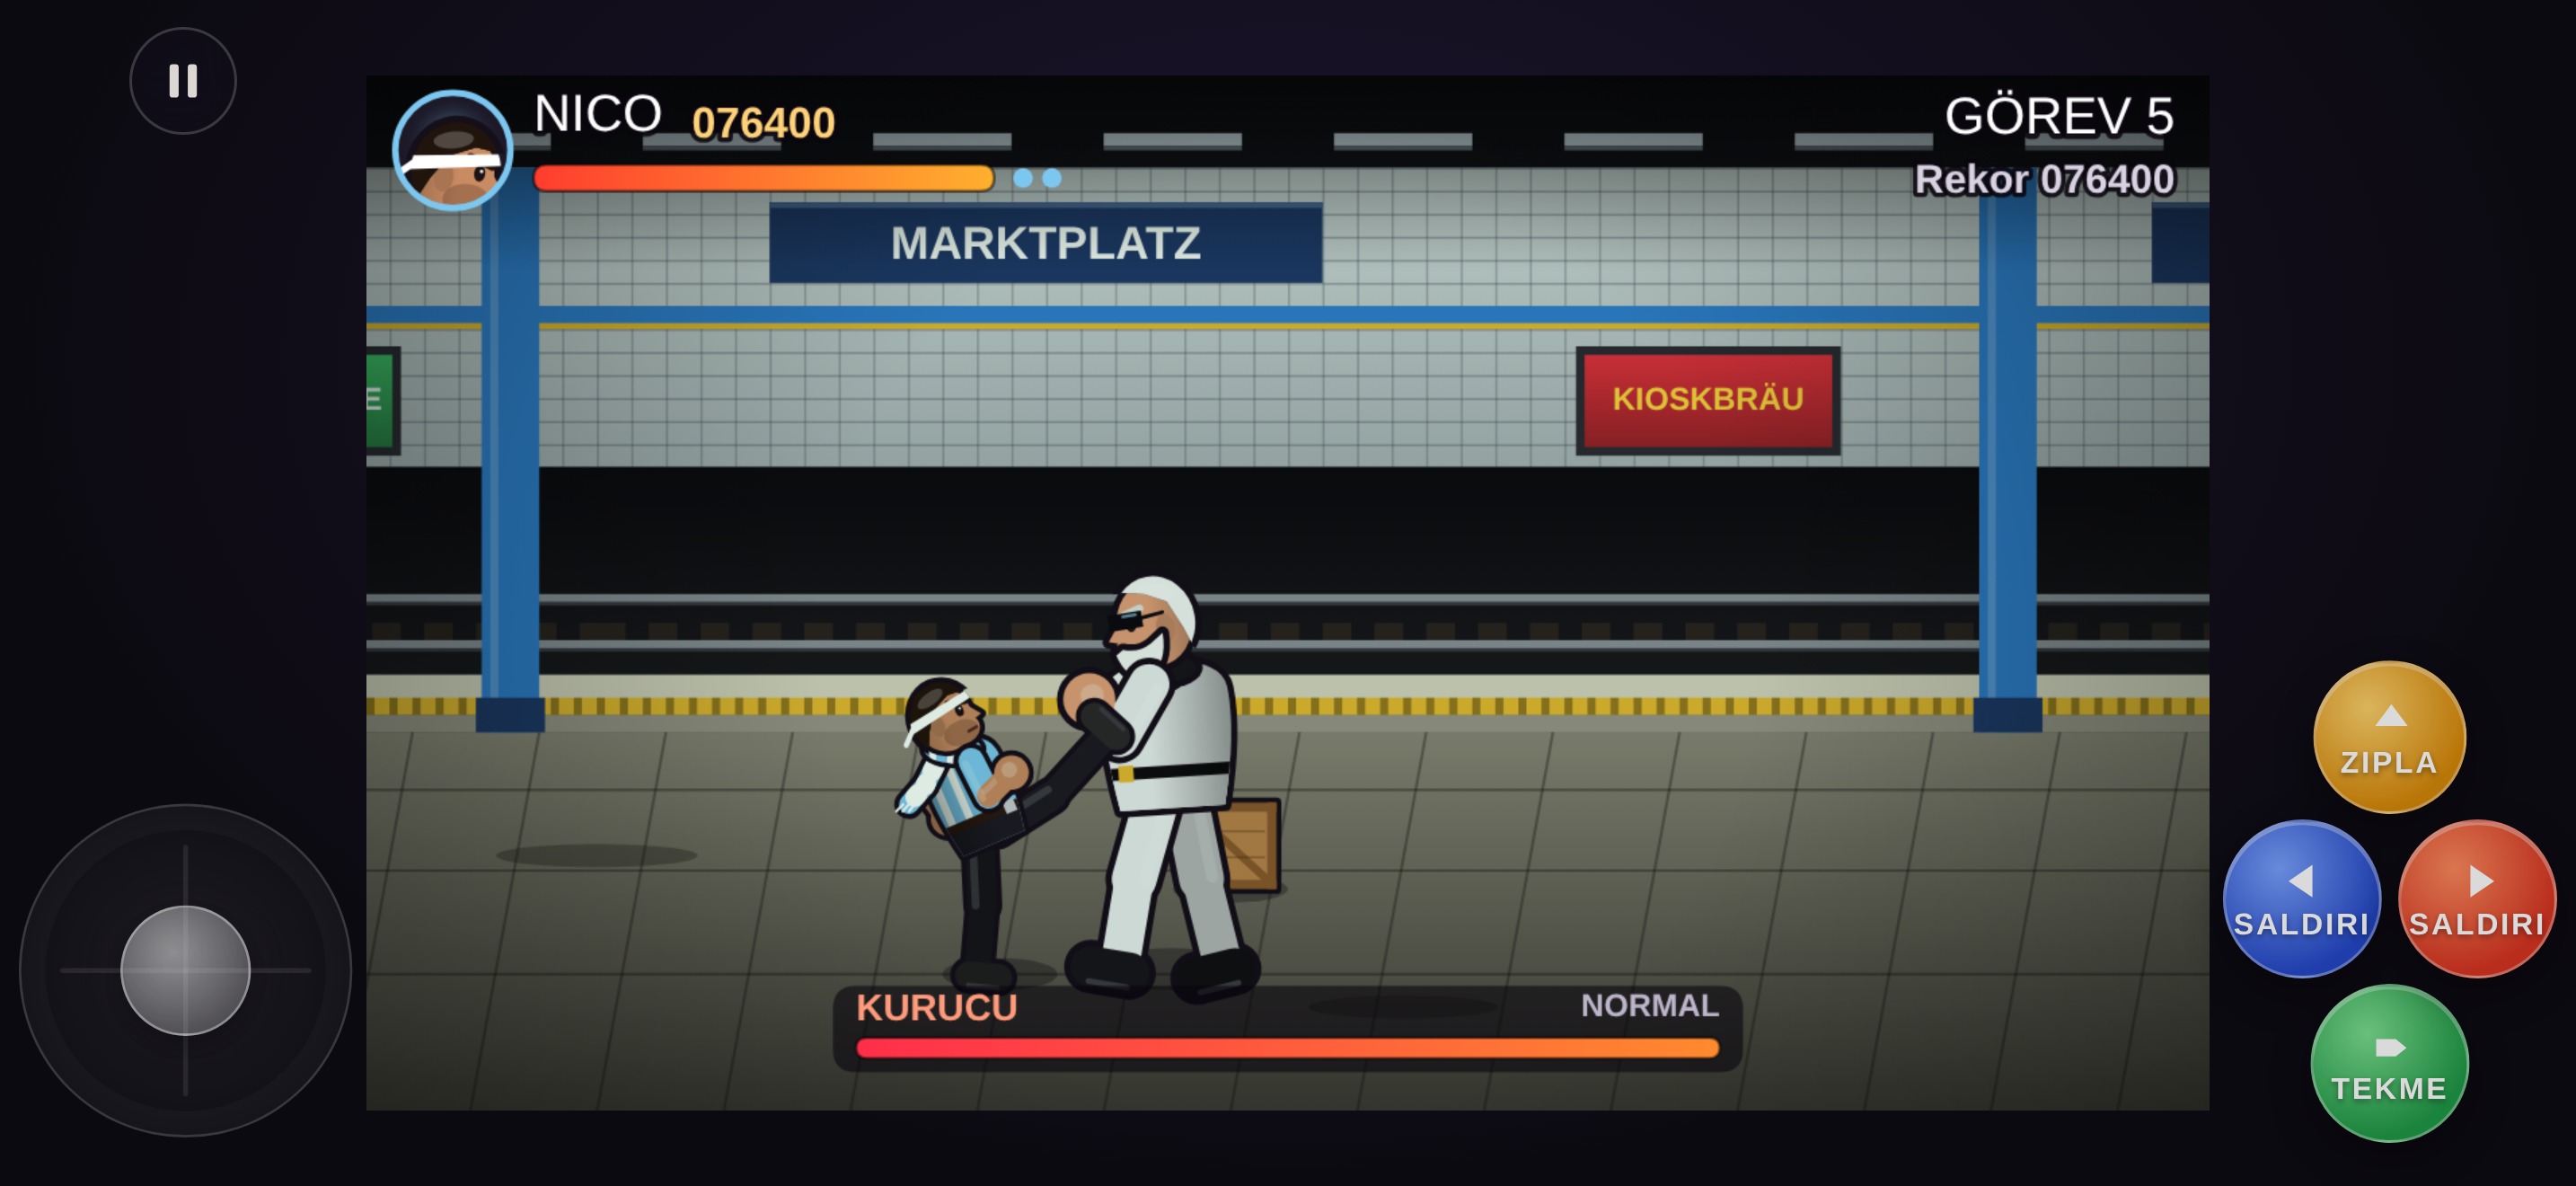 NICO 076400
GÖREV 5
Rekor 076400
MARKTPLATZ
E
KIOSKBRÄU
ZIPLA
SALDIRI SALDIRI
TEKME
KURUCU NORMAL